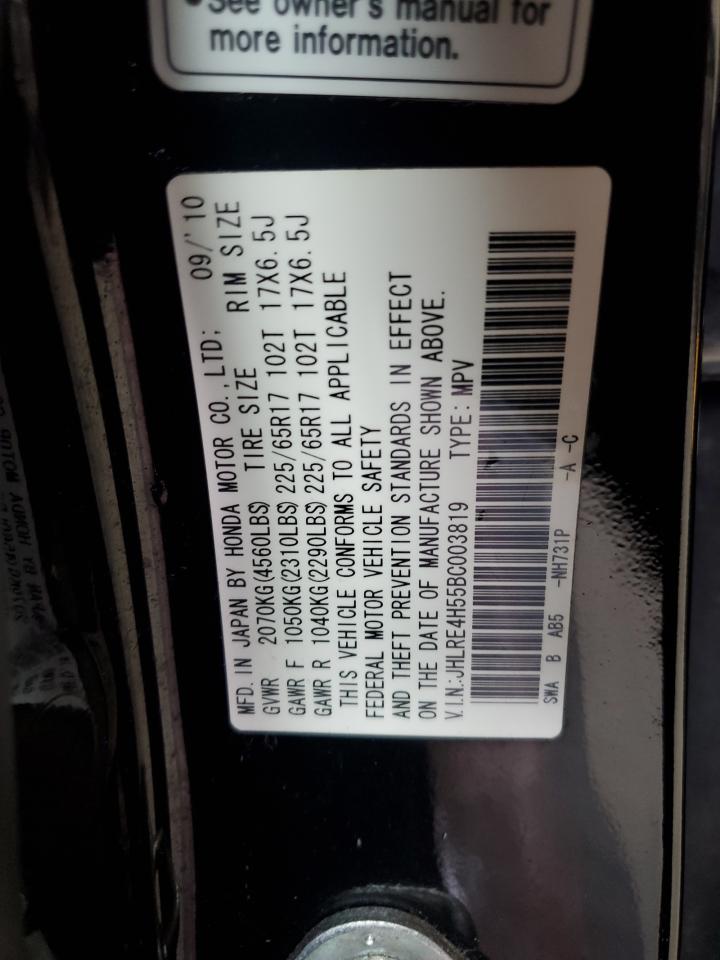 •See owner's manual for
more information.
MFD. IN JAPAN BY HONDA MOTOR CO.,LTD; 09/'10
GVWR 2070KG(4560LBS) TIRE SIZE RIM SIZE
GAWR F 1050KG(2310LBS) 225/65R17 102T 17X6.5J
GAWR R 1040KG(2290LBS) 225/65R17 102T 17X6.5J
THIS VEHICLE CONFORMS TO ALL APPLICABLE
FEDERAL MOTOR VEHICLE SAFETY
AND THEFT PREVENTION STANDARDS IN EFFECT
ON THE DATE OF MANUFACTURE SHOWN ABOVE.
V.I.N:JHLRE4H55BC003819 TYPE: MPV
SWA B AB5 -NH731P -A -C